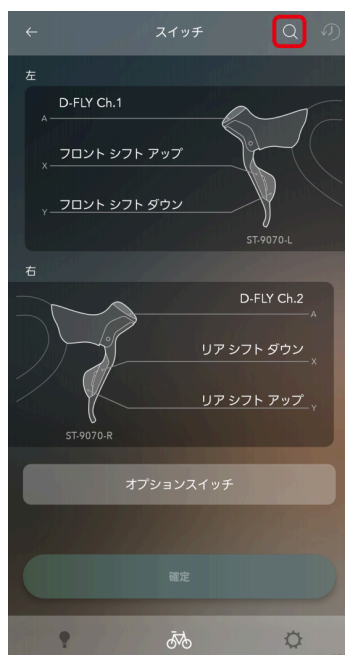 スイッチ
左
D-FLY Ch.1
A
フロント シフト アップ
X
フロント シフト ダウン
Y
ST-9070-L
右
D-FLY Ch.2
A
リア シフト ダウン
X
リア シフト アップ
Y
ST-9070-R
オプションスイッチ
確定